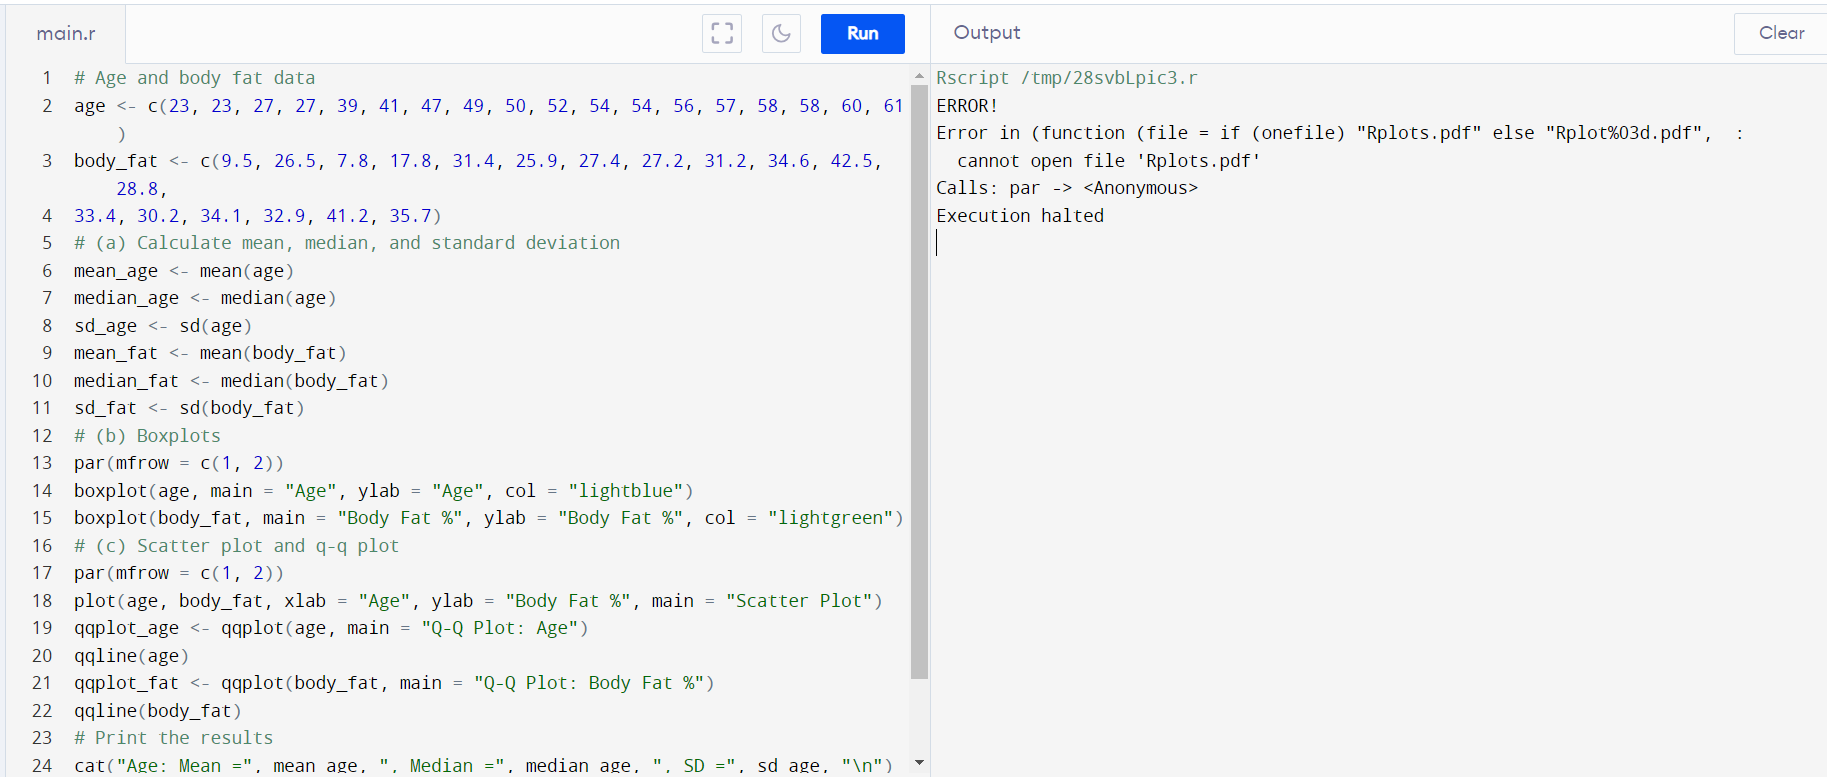 main.r
Run
Output
Clear
1 # Age and body fat data
2 age <- c(23, 23, 27, 27, 39, 41, 47, 49, 50, 52, 54, 54, 56, 57, 58, 58, 60, 61
)
3 body_fat <- c(9.5, 26.5, 7.8, 17.8, 31.4, 25.9, 27.4, 27.2, 31.2, 34.6, 42.5,
28.8,
4 33.4, 30.2, 34.1, 32.9, 41.2, 35.7)
5 # (a) Calculate mean, median, and standard deviation
6 mean_age <- mean(age)
7 median_age <- median(age)
8 sd_age <- sd(age)
9 mean_fat <- mean(body_fat)
10 median_fat <- median(body_fat)
11 sd_fat <- sd(body_fat)
12 # (b) Boxplots
13 par(mfrow = c(1, 2))
14 boxplot(age, main = "Age", ylab = "Age", col = "lightblue")
15 boxplot(body_fat, main = "Body Fat %", ylab = "Body Fat %", col = "lightgreen")
16 # (c) Scatter plot and q-q plot
17 par(mfrow = c(1, 2))
18 plot(age, body_fat, xlab = "Age", ylab = "Body Fat %", main = "Scatter Plot")
19 qqplot_age <- qqplot(age, main = "Q-Q Plot: Age")
20 qqline(age)
21 qqplot_fat <- qqplot(body_fat, main = "Q-Q Plot: Body Fat %")
22 qqline(body_fat)
23 # Print the results
24 cat("Age: Mean =", mean_age, ", Median =", median_age, ", SD =", sd_age, "\n")
Rscript /tmp/28svbLpic3.r
ERROR!
Error in (function (file = if (onefile) "Rplots.pdf" else "Rplot%03d.pdf",  :
cannot open file 'Rplots.pdf'
Calls: par -> <Anonymous>
Execution halted